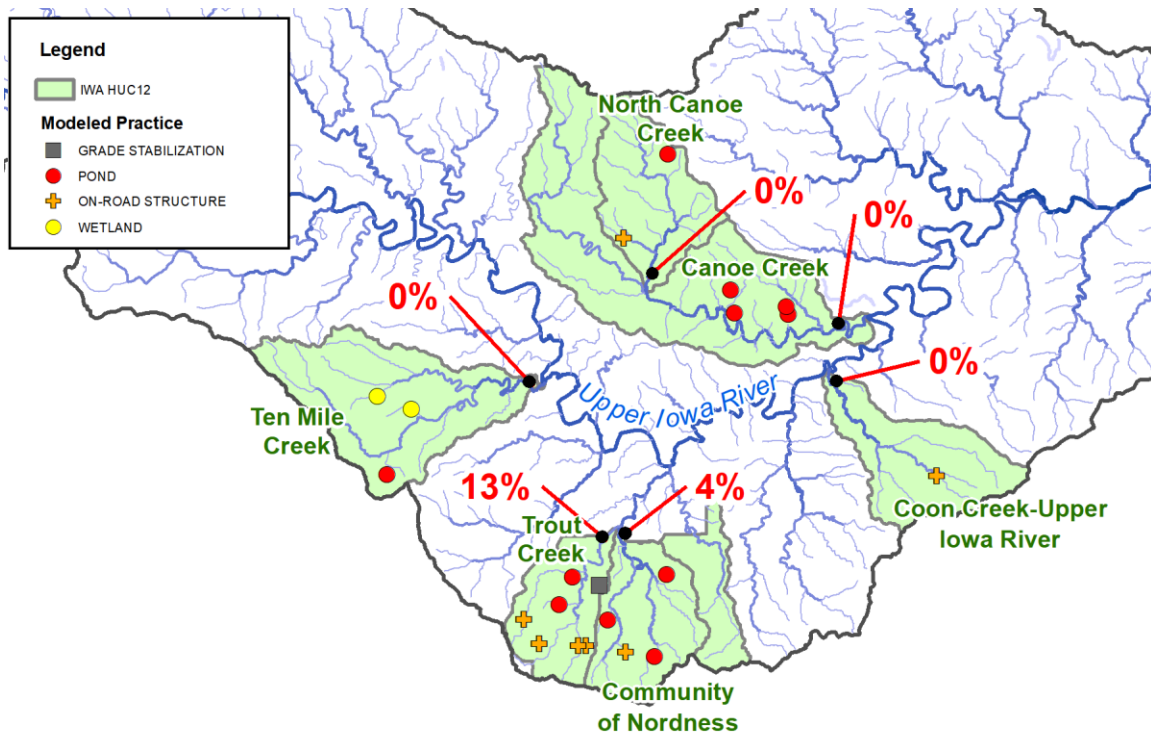 Legend
IWA HUC12
Modeled Practice
GRADE STABILIZATION
POND
ON-ROAD STRUCTURE
WETLAND
North Canoe
Creek
0%
0%
Canoe Creek
0%
0%
Upper Iowa River
Ten Mile
Creek
13%
4%
Trout
Creek
Coon Creek-Upper
Iowa River
Community
of Nordness